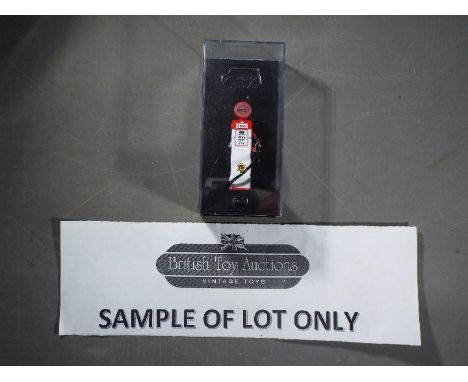 British Toy Auctions
VINTAGE TOYS
SAMPLE OF LOT ONLY